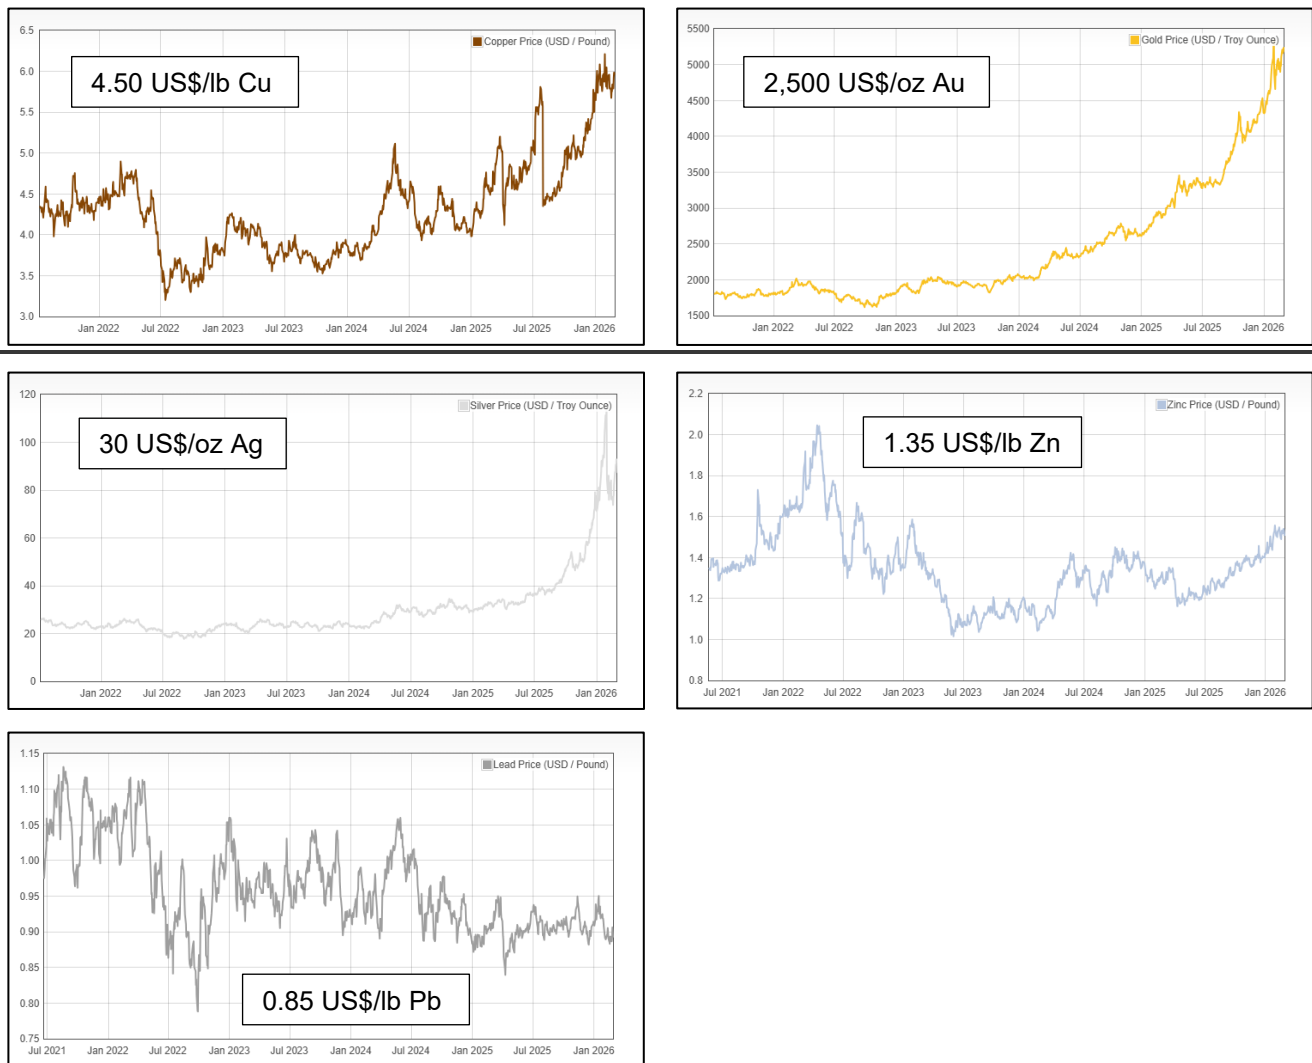 Copper Price (USD / Pound)
4.50 US$/lb Cu
6.5
6.0
5.5
5.0
4.5
4.0
3.5
3.0
Jan 2022 Jul 2022 Jan 2023 Jul 2023 Jan 2024 Jul 2024 Jan 2025 Jul 2025 Jan 2026
Gold Price (USD / Troy Ounce)
2,500 US$/oz Au
5500
5000
4500
4000
3500
3000
2500
2000
1500
Jan 2022 Jul 2022 Jan 2023 Jul 2023 Jan 2024 Jul 2024 Jan 2025 Jul 2025 Jan 2026
Silver Price (USD / Troy Ounce)
30 US$/oz Ag
120
100
80
60
40
20
0
Jan 2022 Jul 2022 Jan 2023 Jul 2023 Jan 2024 Jul 2024 Jan 2025 Jul 2025 Jan 2026
Zinc Price (USD / Pound)
1.35 US$/lb Zn
2.2
2.0
1.8
1.6
1.4
1.2
1.0
0.8
Jul 2021 Jan 2022 Jul 2022 Jan 2023 Jul 2023 Jan 2024 Jul 2024 Jan 2025 Jul 2025 Jan 2026
Lead Price (USD / Pound)
1.15
1.10
1.05
1.00
0.95
0.90
0.85
0.80
0.75
0.85 US$/lb Pb
Jul 2021 Jan 2022 Jul 2022 Jan 2023 Jul 2023 Jan 2024 Jul 2024 Jan 2025 Jul 2025 Jan 2026